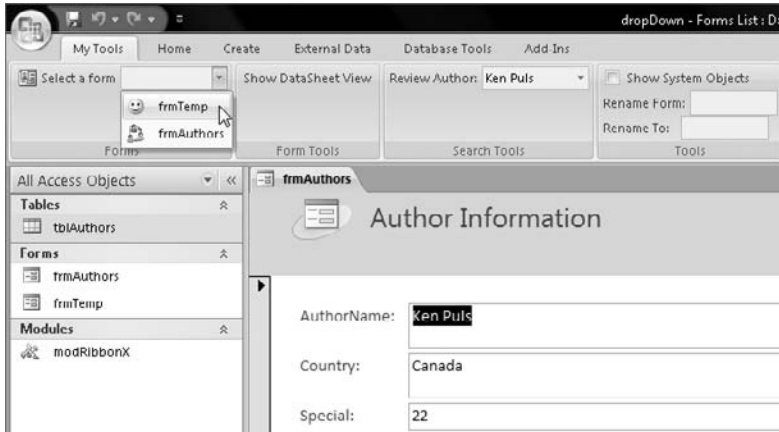 dropDown - Forms List : D
My Tools Home Create External Data Database Tools Add-Ins
Select a form
frmTemp
frmAuthors
Forms
Show DataSheet View
Form Tools
Review Author: Ken Puls
Search Tools
Show System Objects
Rename Form:
Rename To:
Tools
All Access Objects
Tables
tblAuthors
Forms
frmAuthors
frmTemp
Modules
modRibbonX
frmAuthors
Author Information
AuthorName: Ken Puls
Country: Canada
Special: 22